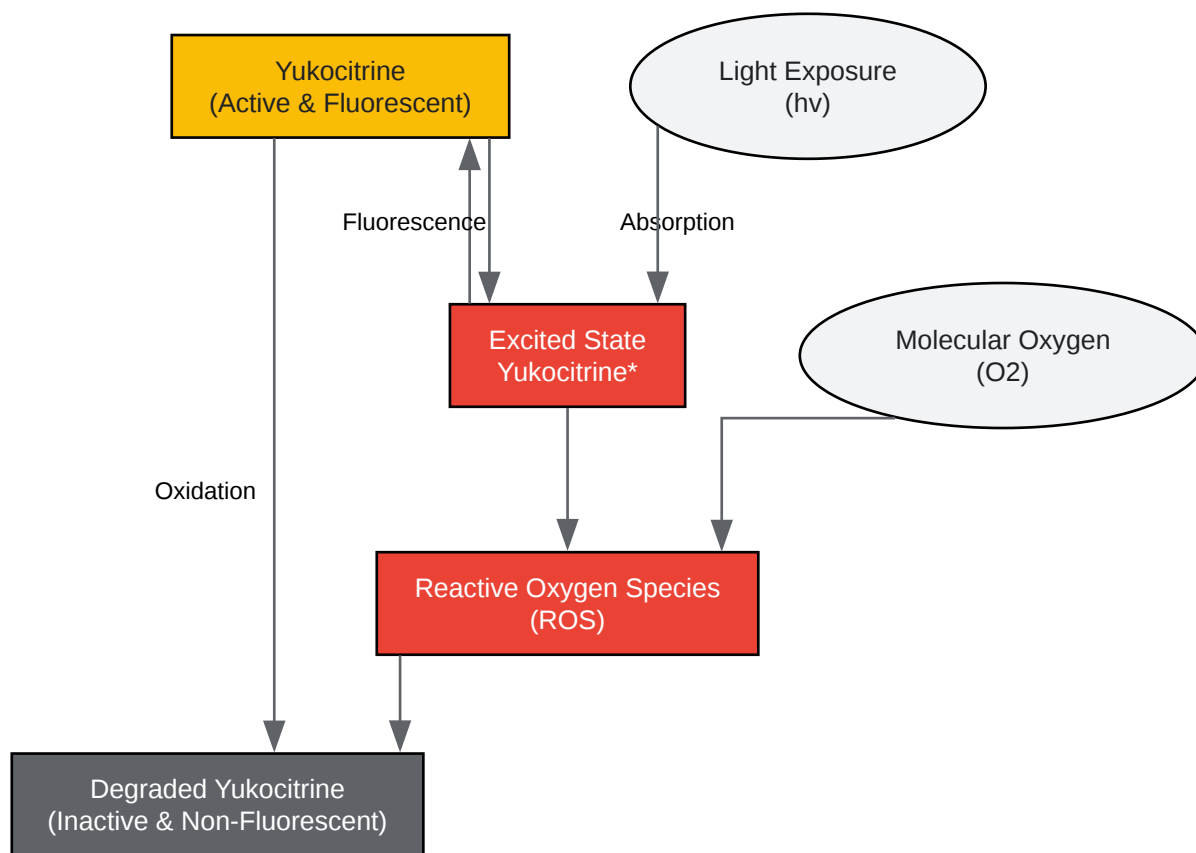 Yukocitrine
(Active & Fluorescent)
Light Exposure
(hv)
Fluorescence
Absorption
Excited State
Yukocitrine*
Molecular Oxygen
(O2)
Oxidation
Reactive Oxygen Species
(ROS)
Degraded Yukocitrine
(Inactive & Non-Fluorescent)